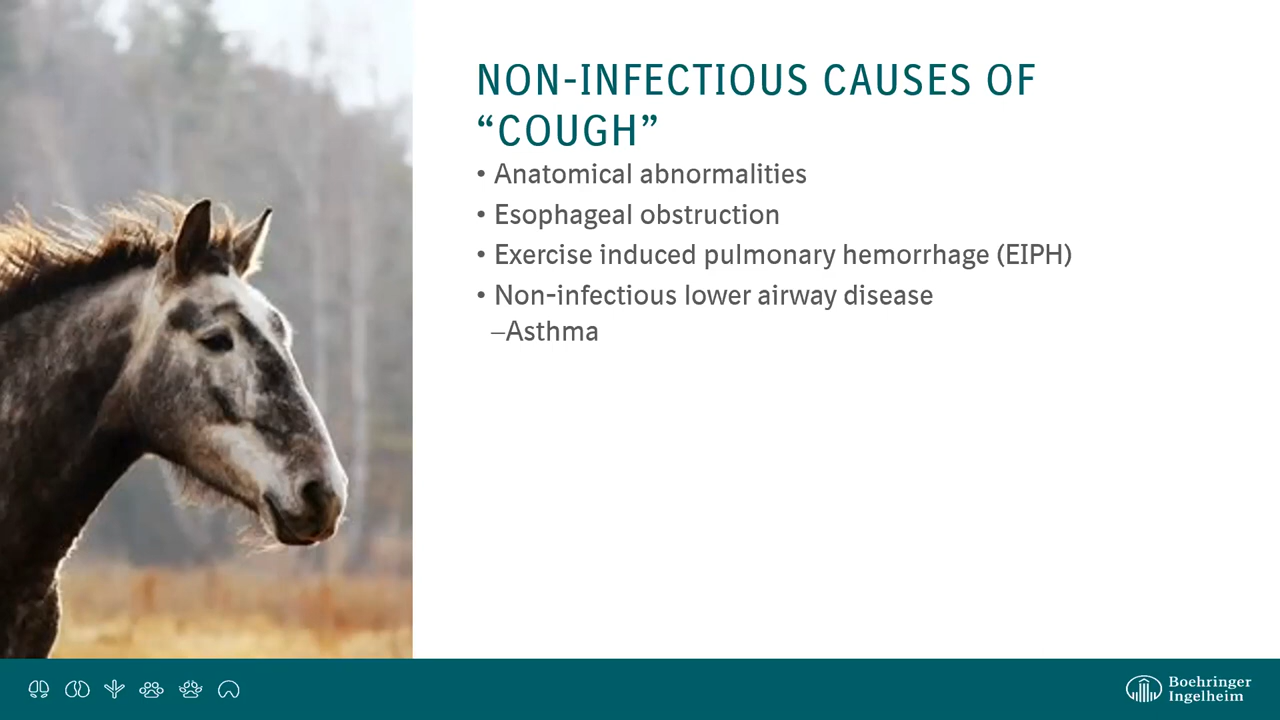 NON-INFECTIOUS CAUSES OF
“COUGH”
• Anatomical abnormalities
• Esophageal obstruction
• Exercise induced pulmonary hemorrhage (EIPH)
• Non-infectious lower airway disease
–Asthma
Boehringer
Ingelheim